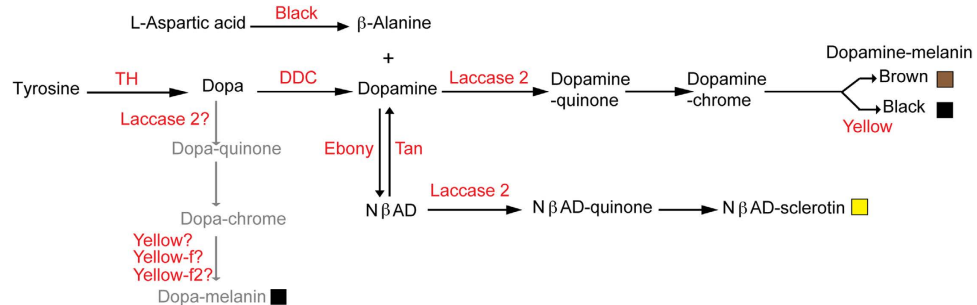 Black
L-Aspartic acid
β-Alanine
+
Dopamine-melanin
Tyrosine
TH
Dopa
DDC
Dopamine
Laccase 2
Dopamine
-quinone
Dopamine
-chrome
Brown
Black
Yellow
Laccase 2?
Dopa-quinone
Ebony
Tan
Dopa-chrome
NβAD
Laccase 2
NβAD-quinone
NβAD-sclerotin
Yellow?
Yellow-f?
Yellow-f2?
Dopa-melanin